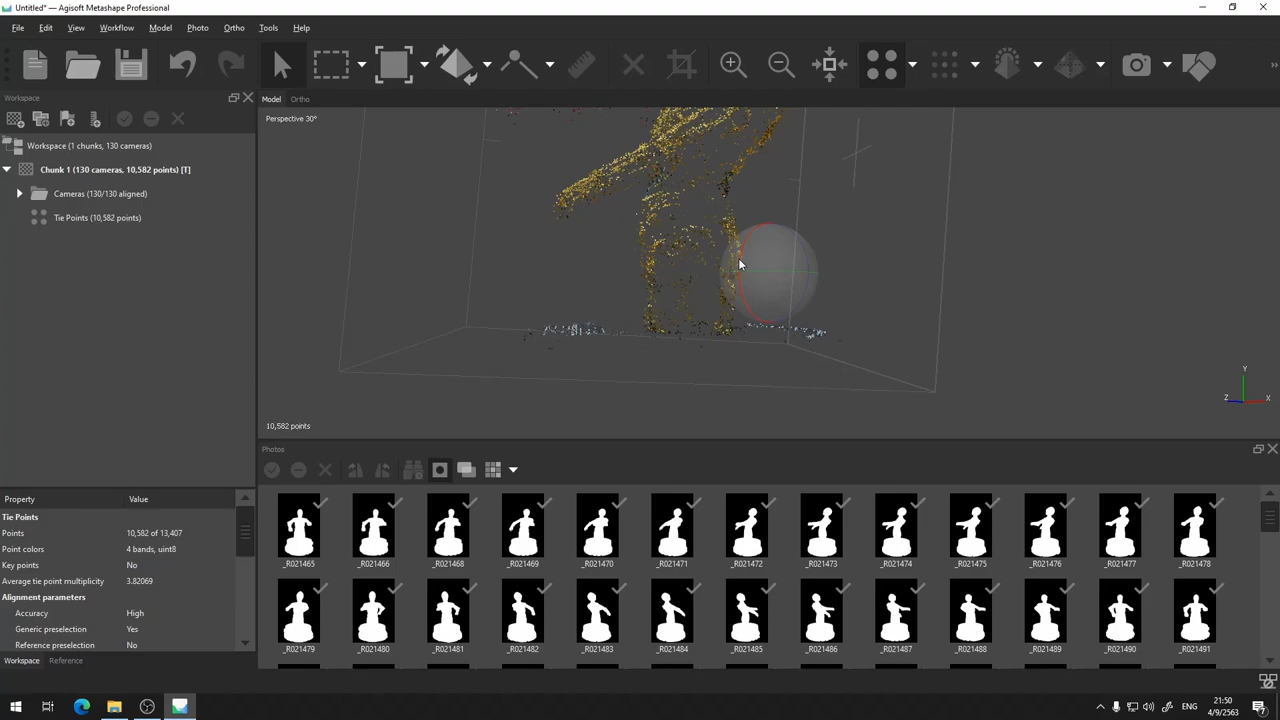 Untitled* — Agisoft Metashape Professional
File Edit View Workflow Model Photo Ortho Tools Help
Workspace
Model Ortho
Perspective 30°
Workspace (1 chunks, 130 cameras)
Chunk 1 (130 cameras, 10,582 points) [T]
Cameras (130/130 aligned)
Tie Points (10,582 points)
Y
Z X
10,582 points
Photos
Property Value
Tie Points
Points 10,582 of 13,407
Point colors 4 bands, uint8
Key points No
Average tie point multiplicity 3.82069
Alignment parameters
Accuracy High
Generic preselection Yes
Reference preselection No
Workspace Reference
_R021465 _R021466 _R021468 _R021469 _R021470 _R021471 _R021472 _R021473 _R021474 _R021475 _R021476 _R021477 _R021478
_R021479 _R021480 _R021481 _R021482 _R021483 _R021484 _R021485 _R021486 _R021487 _R021488 _R021489 _R021490 _R021491
21:50
4/9/2563